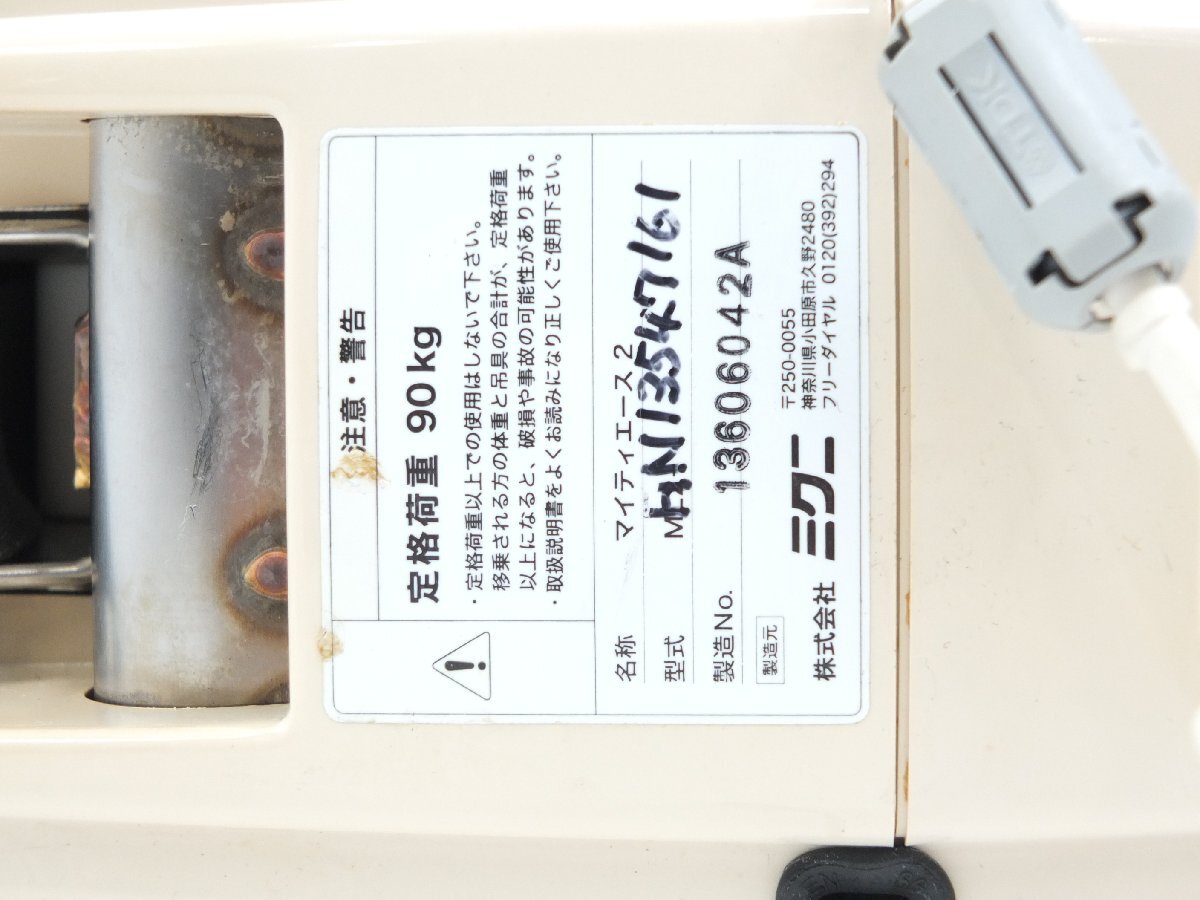 注意・警告
定格荷重 90kg
・定格荷重以上での使用はしないで下さい。
移乗される方の体重と吊具の合計が、定格荷重
以上になると、破損や事故の可能性があります。
・取扱説明書をよくお読みになり正しくご使用下さい。
名称 マイティエース2
型式
製造No. 13606042A
製造元
株式会社 ミクニ
〒250-0055
神奈川県小田原市久野2480
フリーダイヤル 0120(392)294
TDK